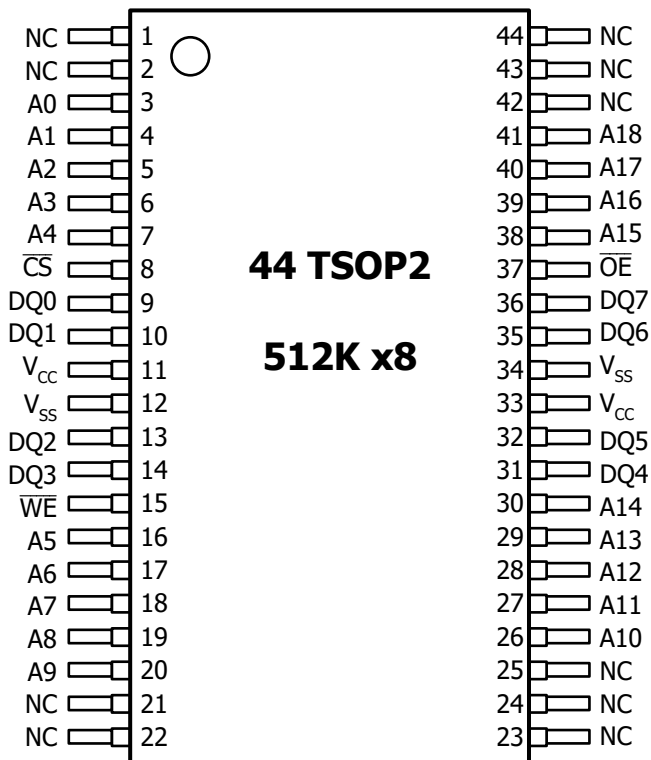 NC 1 44 NC
NC 2 43 NC
A0 3 42 NC
A1 4 41 A18
A2 5 40 A17
A3 6 39 A16
A4 7 38 A15
C̅S̅ 8 44 TSOP2 37 O̅E̅
DQ0 9 36 DQ7
DQ1 10 35 DQ6
VCC 11 512K x8 34 VSS
VSS 12 33 VCC
DQ2 13 32 DQ5
DQ3 14 31 DQ4
W̅E̅ 15 30 A14
A5 16 29 A13
A6 17 28 A12
A7 18 27 A11
A8 19 26 A10
A9 20 25 NC
NC 21 24 NC
NC 22 23 NC